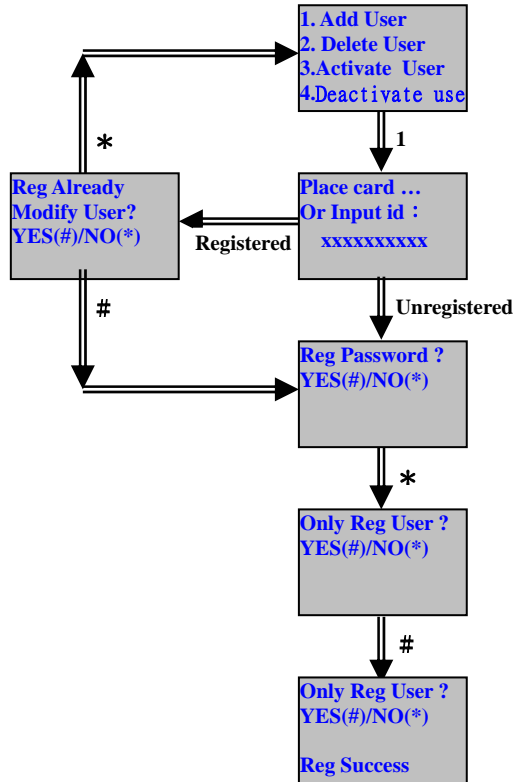 1. Add User
2. Delete User
3.Activate  User
4.Deactivate use
*
1
Reg Already
Modify User?
YES(#)/NO(*)
Place card …
Or Input id：
xxxxxxxxxx
Registered
#
Unregistered
Reg Password ?
YES(#)/NO(*)
*
Only Reg User ?
YES(#)/NO(*)
#
Only Reg User ?
YES(#)/NO(*)
Reg Success